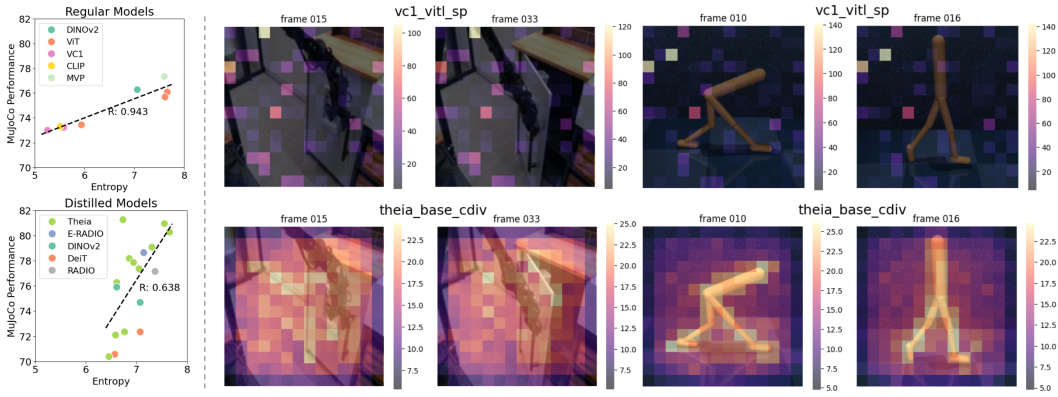 Regular Models
MuJoCo Performance
82
80
78
76
74
72
70
DINOv2
ViT
VC1
CLIP
MVP
R: 0.943
5
6
7
8
Entropy
Distilled Models
MuJoCo Performance
82
80
78
76
74
72
70
Theia
E-RADIO
DINOv2
DeiT
RADIO
R: 0.638
5
6
7
8
Entropy
vc1_vitl_sp
frame 015
100
80
60
40
20
frame 033
120
100
80
60
40
20
vc1_vitl_sp
frame 010
140
120
100
80
60
40
20
frame 016
140
120
100
80
60
40
20
theia_base_cdiv
frame 015
22.5
20.0
17.5
15.0
12.5
10.0
7.5
frame 033
25.0
22.5
20.0
17.5
15.0
12.5
10.0
7.5
theia_base_cdiv
frame 010
25.0
22.5
20.0
17.5
15.0
12.5
10.0
7.5
5.0
frame 016
25.0
22.5
20.0
17.5
15.0
12.5
10.0
7.5
5.0